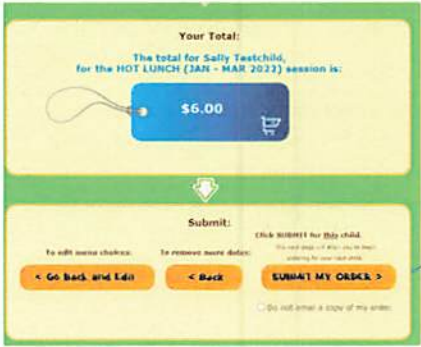 Your Total:
The total for Sally Testchild,
for the HOT LUNCH (JAN - MAR 2022) session is:
$6.00
Submit:
Click SUBMIT for this child.
To edit menu choices:
To remove more dates:
< Go Back and Edit
< Back
SUBMIT MY ORDER >
Do not email a copy of my order.